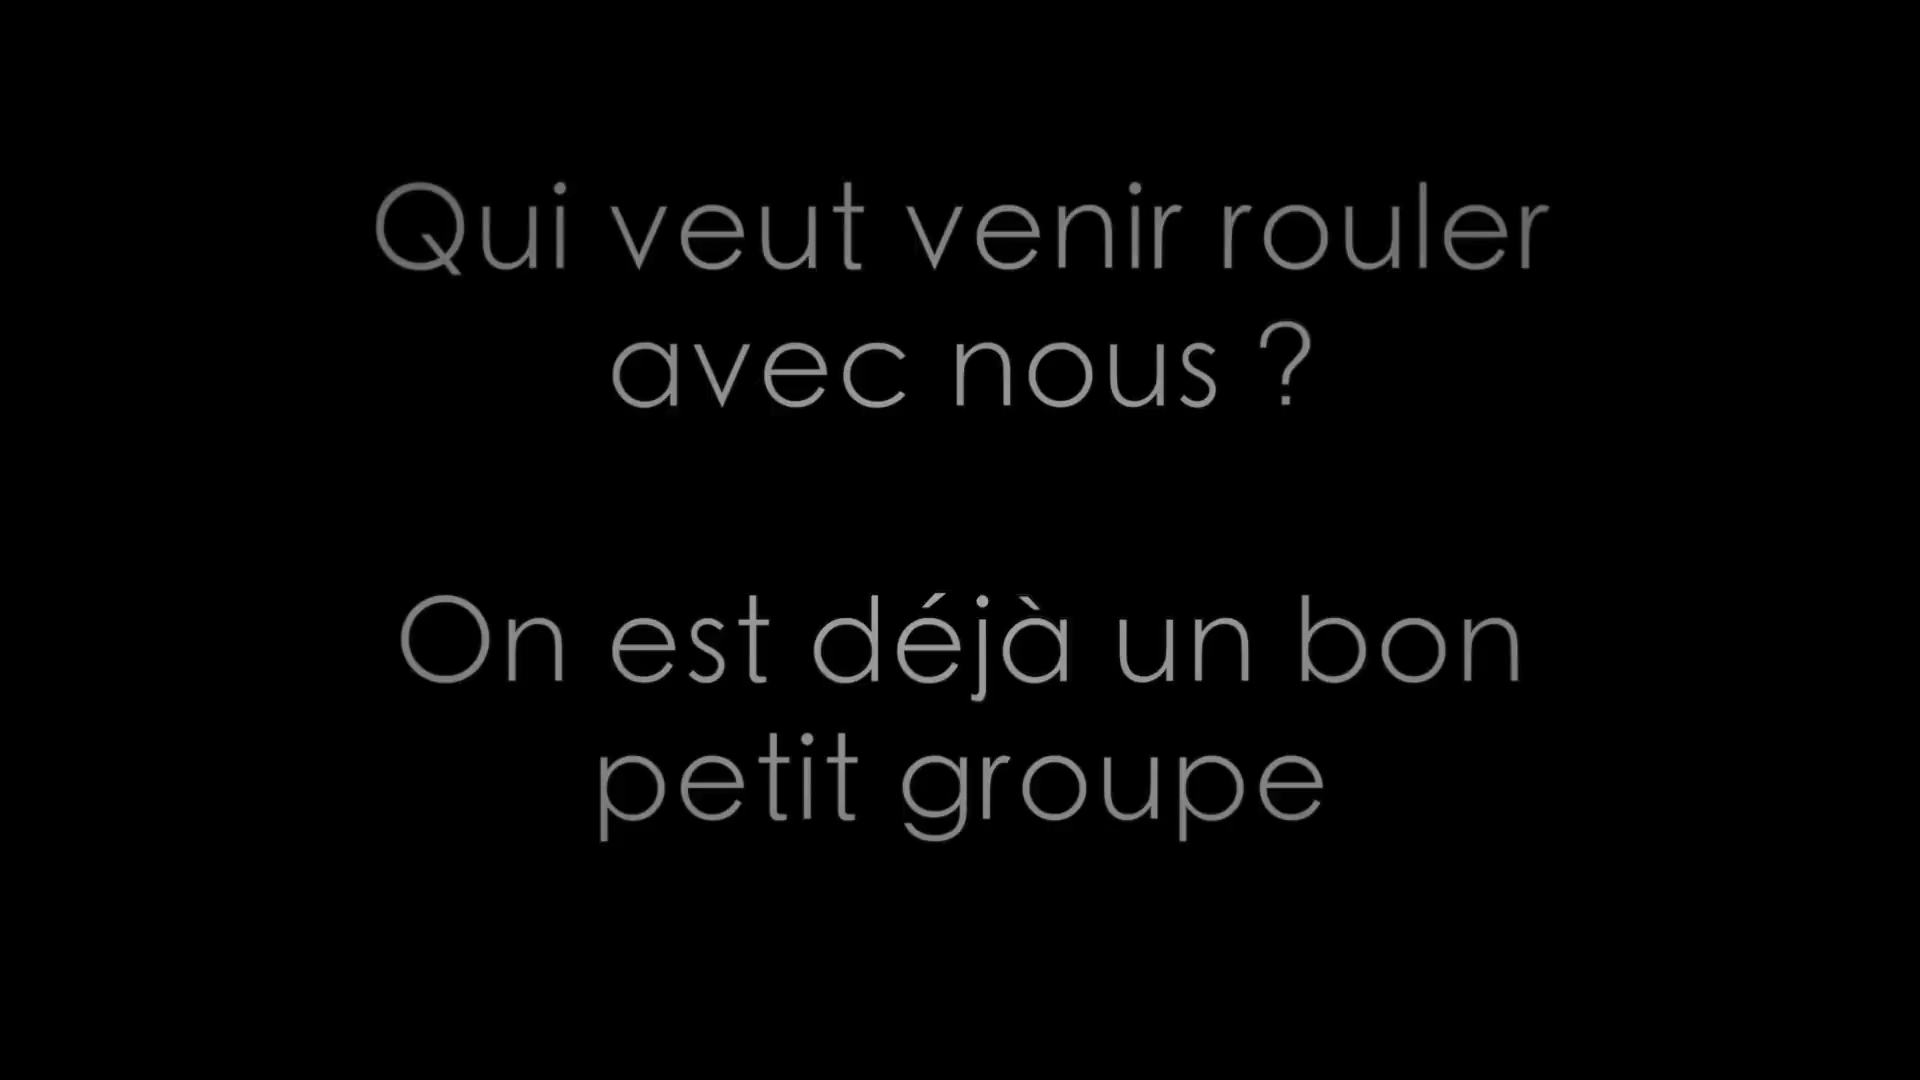 Qui veut venir rouler
avec nous ?
On est déjà un bon
petit groupe